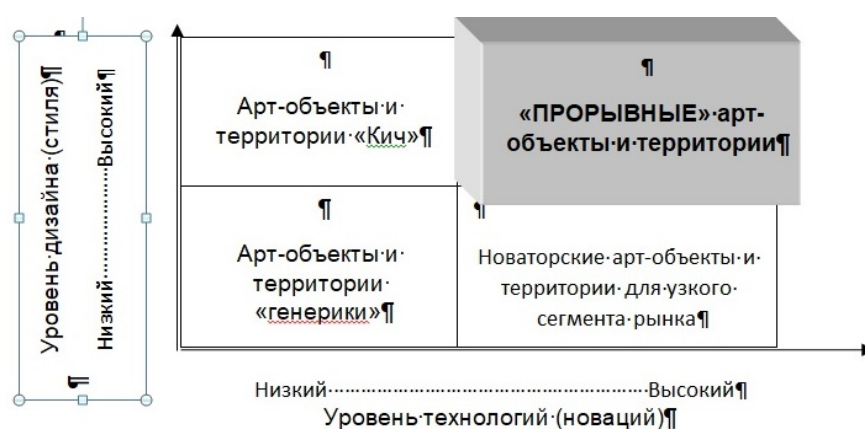 Уровень дизайна (стиля)¶
Низкий......................Высокий¶
¶
¶
Арт-объекты и
территории «Кич»¶
¶
«ПРОРЫВНЫЕ» арт-
объекты и территории¶
¶
Арт-объекты и
территории
«генерики»¶
¶
Новаторские арт-объекты и
территории для узкого
сегмента рынка¶
Низкий......................................................Высокий¶
Уровень технологий (новаций)¶